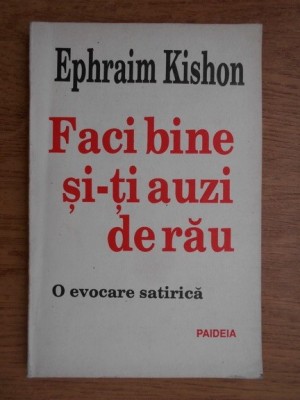 Ephraim Kishon
Faci bine
și-ți auzi
de rău
O evocare satirică
PAIDEIA